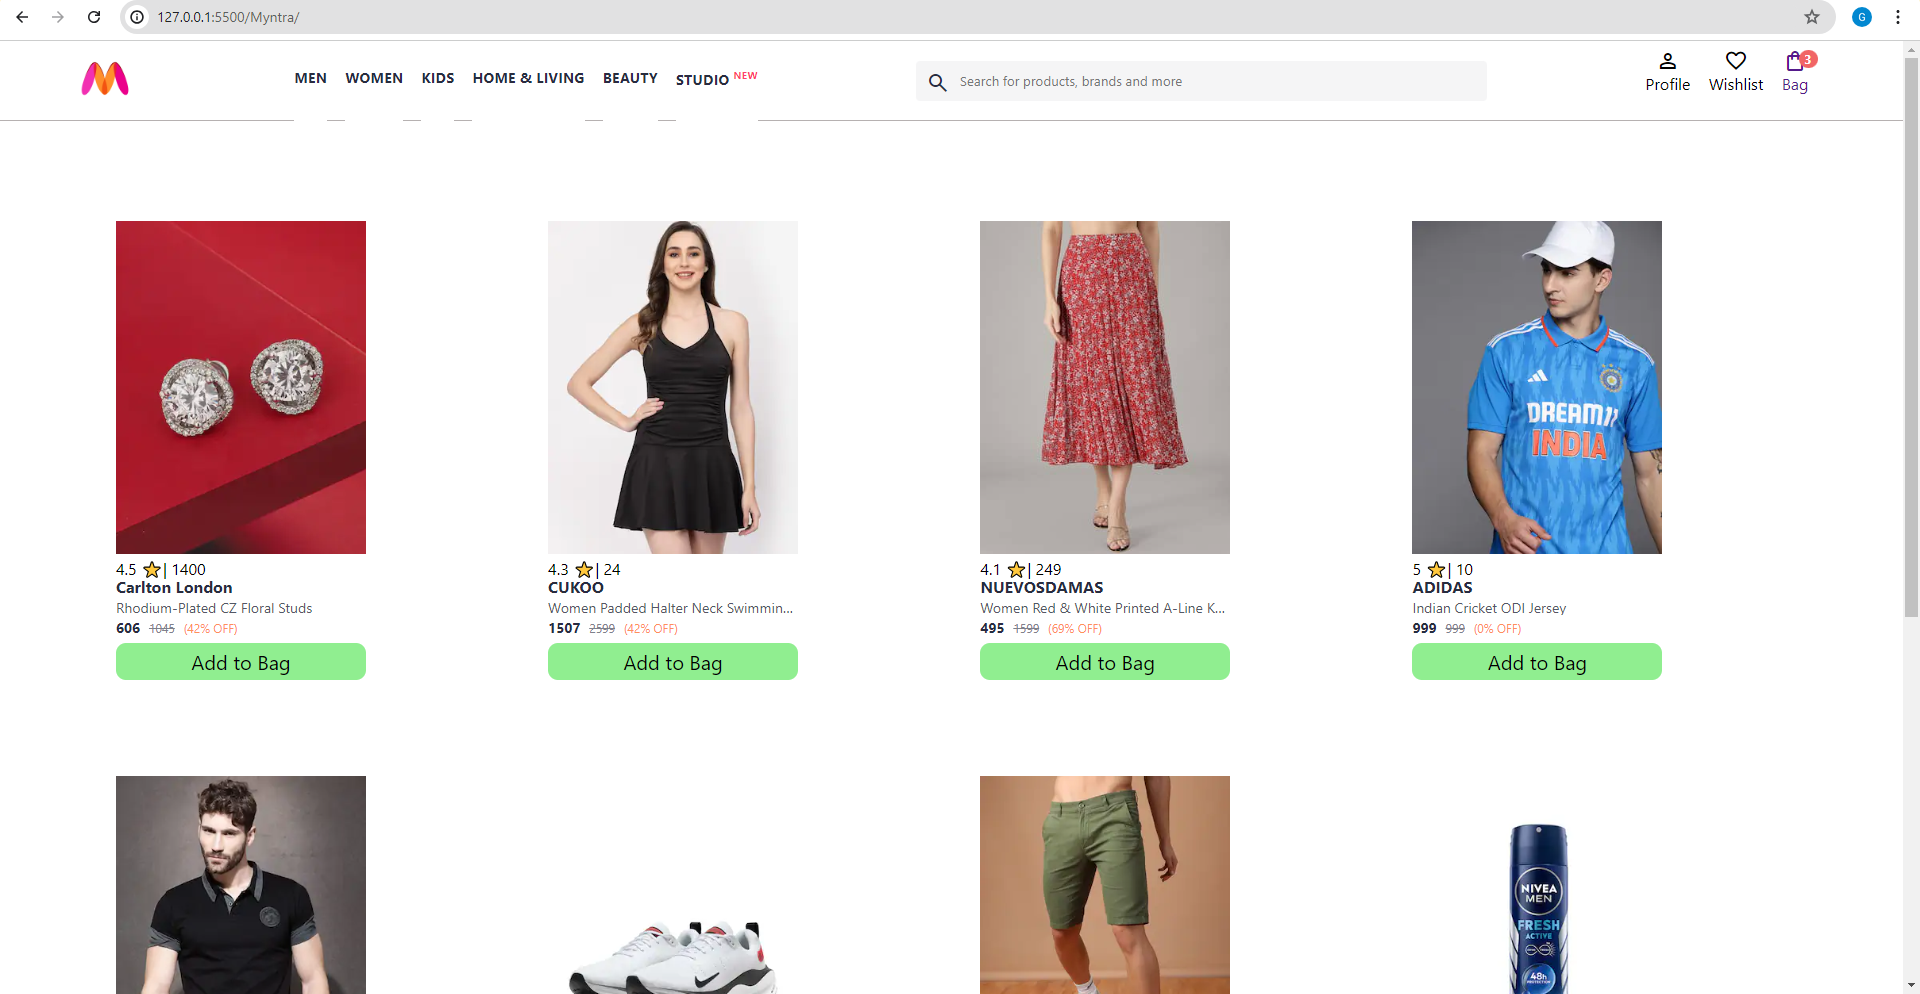 127.0.0.1:5500/Myntra/
G
MEN WOMEN KIDS HOME & LIVING BEAUTY STUDIO NEW
Search for products, brands and more
3
Profile Wishlist Bag
DREAM11
INDIA
4.5 ⭐| 1400
Carlton London
Rhodium-Plated CZ Floral Studs
606 1045 (42% OFF)
Add to Bag
4.3 ⭐| 24
CUKOO
Women Padded Halter Neck Swimmin...
1507 2599 (42% OFF)
Add to Bag
4.1 ⭐| 249
NUEVOSDAMAS
Women Red & White Printed A-Line K...
495 1599 (69% OFF)
Add to Bag
5 ⭐| 10
ADIDAS
Indian Cricket ODI Jersey
999 999 (0% OFF)
Add to Bag
NIVEA
MEN
FRESH
ACTIVE
48h
PROTECTION